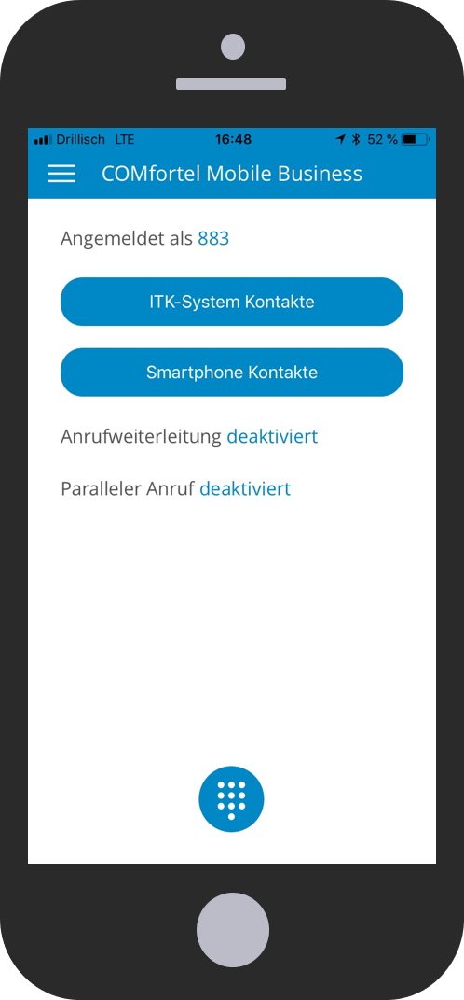 Drillisch LTE 16:48 52 %
COMfortel Mobile Business
Angemeldet als 883
ITK-System Kontakte
Smartphone Kontakte
Anrufweiterleitung deaktiviert
Paralleler Anruf deaktiviert